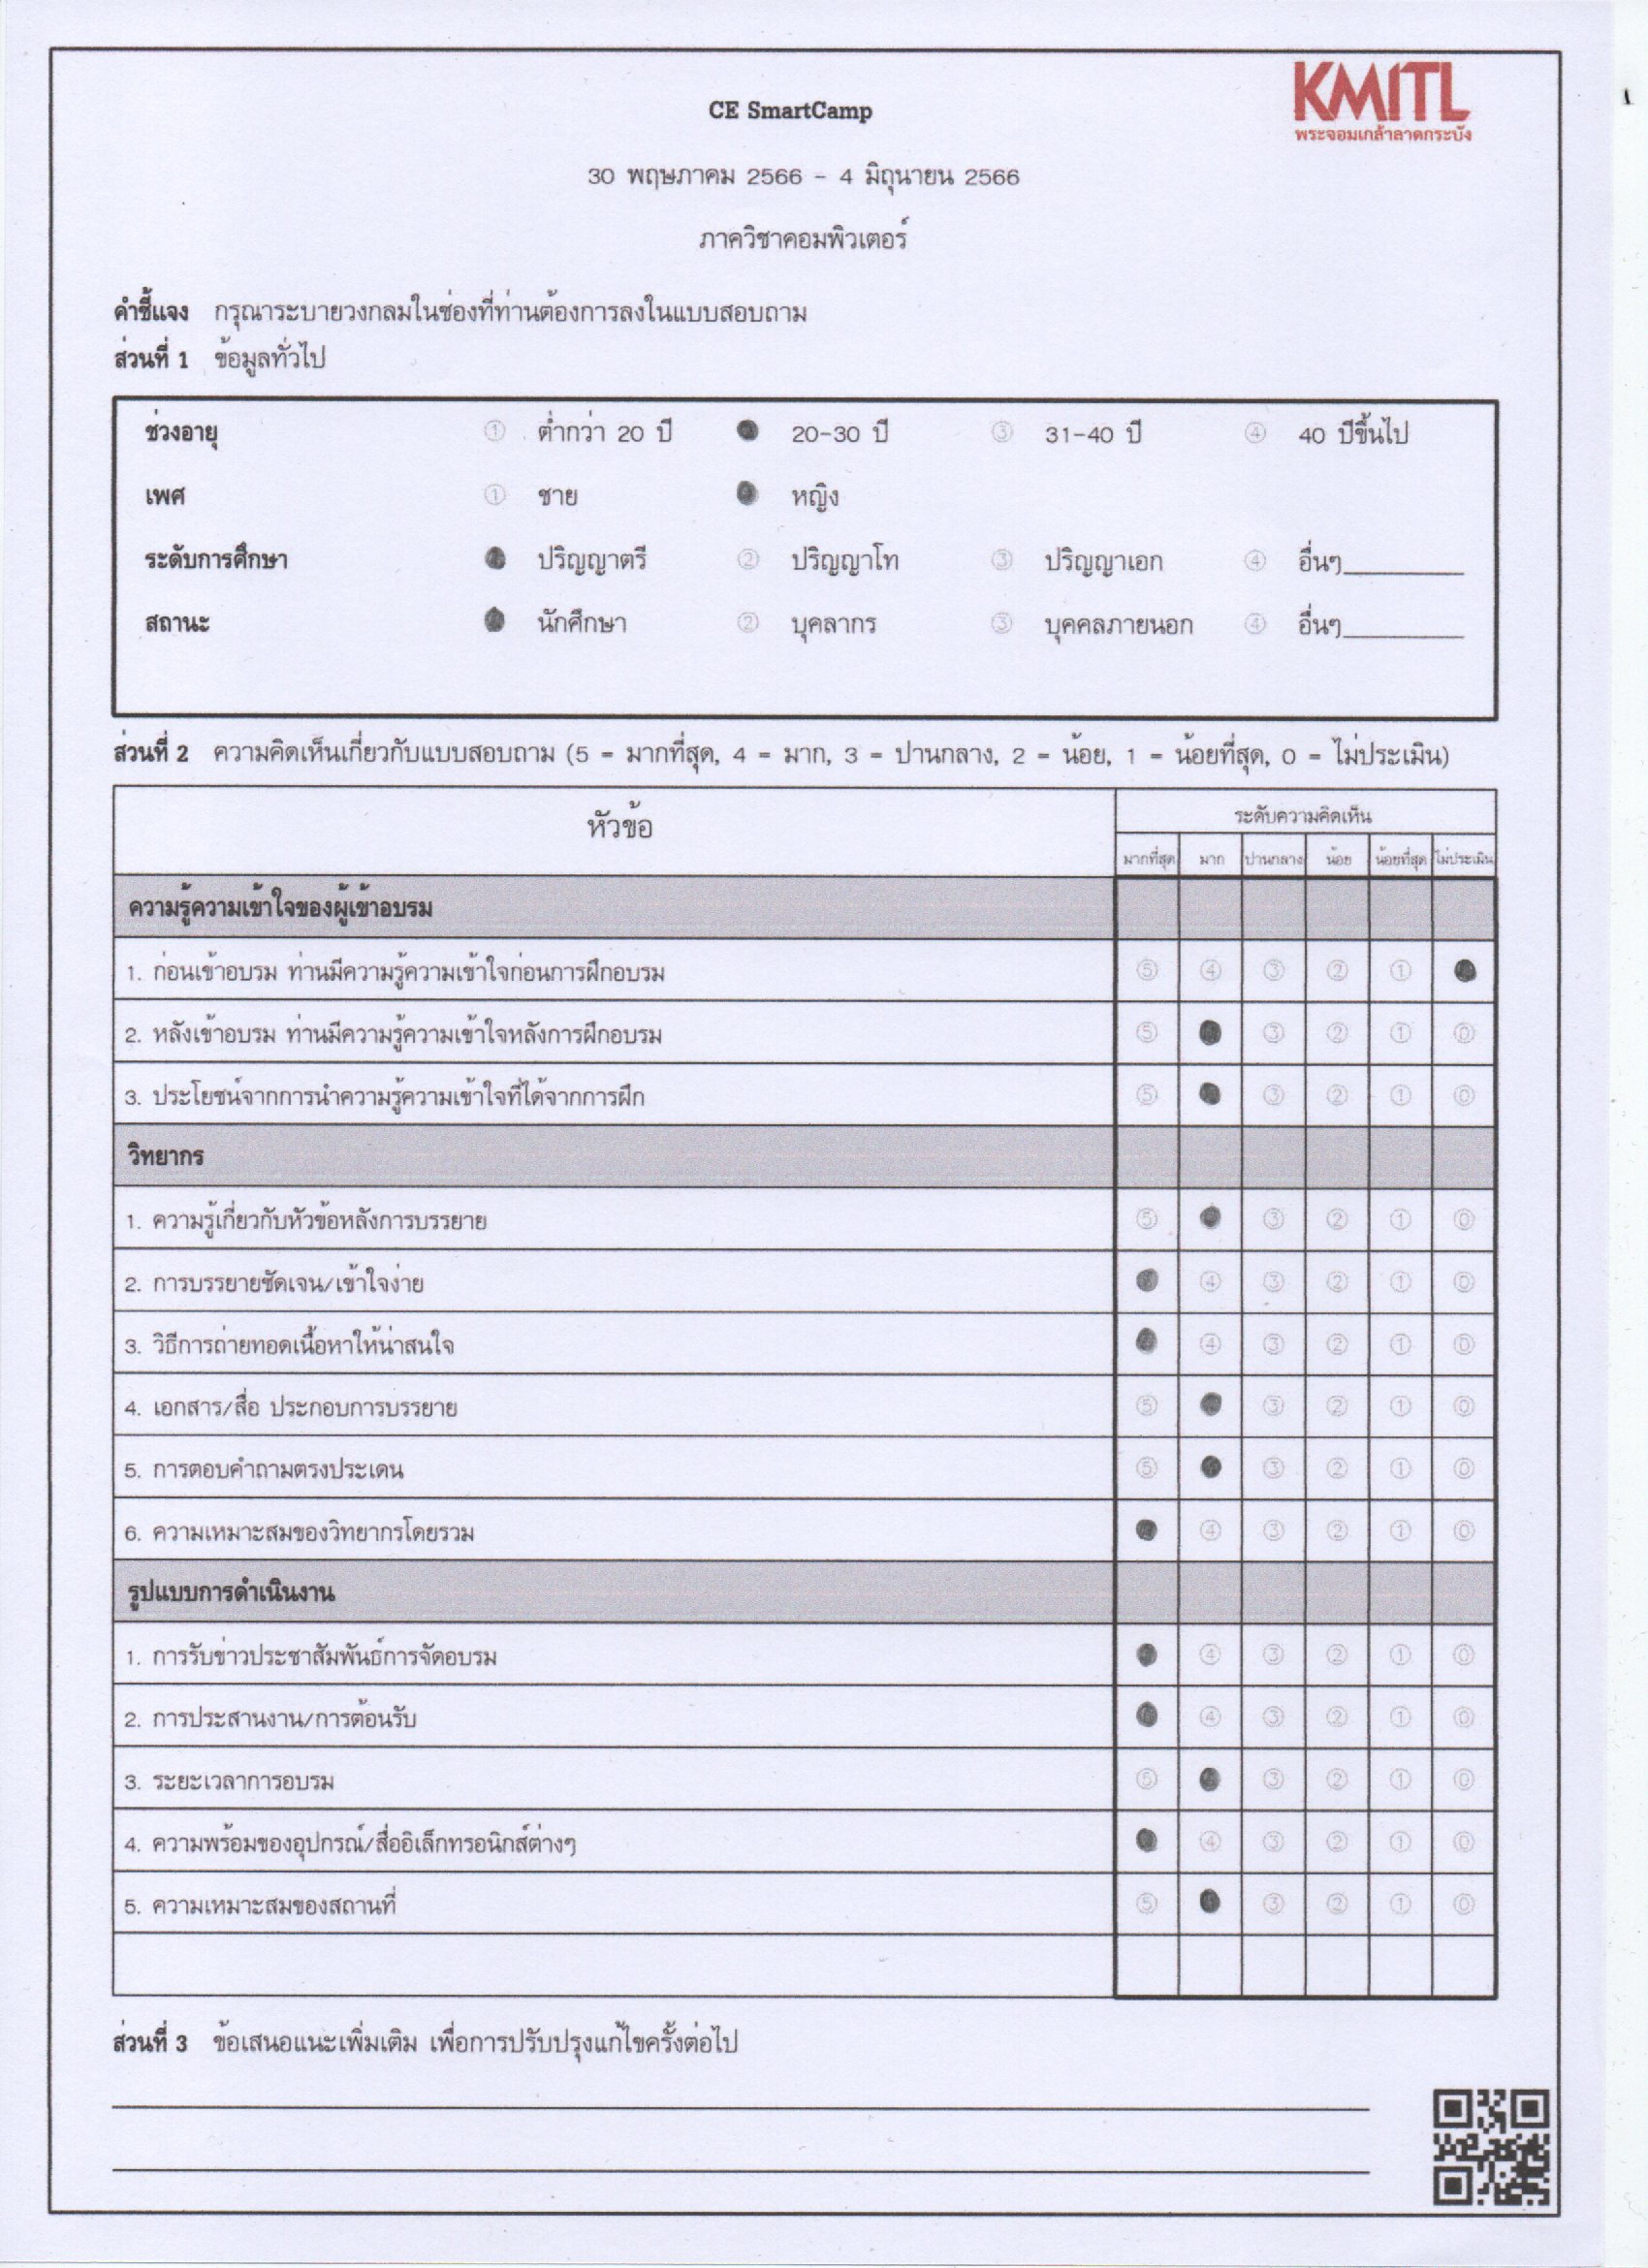 KMITL
พระจอมเกล้าลาดกระบัง
CE SmartCamp
30 พฤษภาคม 2566 - 4 มิถุนายน 2566
ภาควิชาคอมพิวเตอร์
คำชี้แจง กรุณาระบายวงกลมในช่องที่ท่านต้องการลงในแบบสอบถาม
ส่วนที่ 1 ข้อมูลทั่วไป
ช่วงอายุ ① ต่ำกว่า 20 ปี ● 20-30 ปี ③ 31-40 ปี ④ 40 ปีขึ้นไป
เพศ ① ชาย ● หญิง
ระดับการศึกษา ● ปริญญาตรี ② ปริญญาโท ③ ปริญญาเอก ④ อื่นๆ
สถานะ ● นักศึกษา ② บุคลากร ③ บุคคลภายนอก ④ อื่นๆ
ส่วนที่ 2 ความคิดเห็นเกี่ยวกับแบบสอบถาม (5 = มากที่สุด, 4 = มาก, 3 = ปานกลาง, 2 = น้อย, 1 = น้อยที่สุด, 0 = ไม่ประเมิน)
หัวข้อ ระดับความคิดเห็น
มากที่สุด มาก ปานกลาง น้อย น้อยที่สุด ไม่ประเมิน
ความรู้ความเข้าใจของผู้เข้าอบรม
1. ก่อนเข้าอบรม ท่านมีความรู้ความเข้าใจก่อนการฝึกอบรม ⑤ ④ ③ ② ① ●
2. หลังเข้าอบรม ท่านมีความรู้ความเข้าใจหลังการฝึกอบรม ⑤ ● ③ ② ① ⓪
3. ประโยชน์จากการนำความรู้ความเข้าใจที่ได้จากการฝึก ⑤ ● ③ ② ① ⓪
วิทยากร
1. ความรู้เกี่ยวกับหัวข้อหลังการบรรยาย ⑤ ● ③ ② ① ⓪
2. การบรรยายชัดเจน/เข้าใจง่าย ● ④ ③ ② ① ⓪
3. วิธีการถ่ายทอดเนื้อหาให้น่าสนใจ ● ④ ③ ② ① ⓪
4. เอกสาร/สื่อ ประกอบการบรรยาย ⑤ ● ③ ② ① ⓪
5. การตอบคำถามตรงประเดน ⑤ ● ③ ② ① ⓪
6. ความเหมาะสมของวิทยากรโดยรวม ● ④ ③ ② ① ⓪
รูปแบบการดำเนินงาน
1. การรับข่าวประชาสัมพันธ์การจัดอบรม ● ④ ③ ② ① ⓪
2. การประสานงาน/การต้อนรับ ● ④ ③ ② ① ⓪
3. ระยะเวลาการอบรม ⑤ ● ③ ② ① ⓪
4. ความพร้อมของอุปกรณ์/สื่ออิเล็กทรอนิกส์ต่างๆ ● ④ ③ ② ① ⓪
5. ความเหมาะสมของสถานที่ ⑤ ● ③ ② ① ⓪
ส่วนที่ 3 ข้อเสนอแนะเพิ่มเติม เพื่อการปรับปรุงแก้ไขครั้งต่อไป